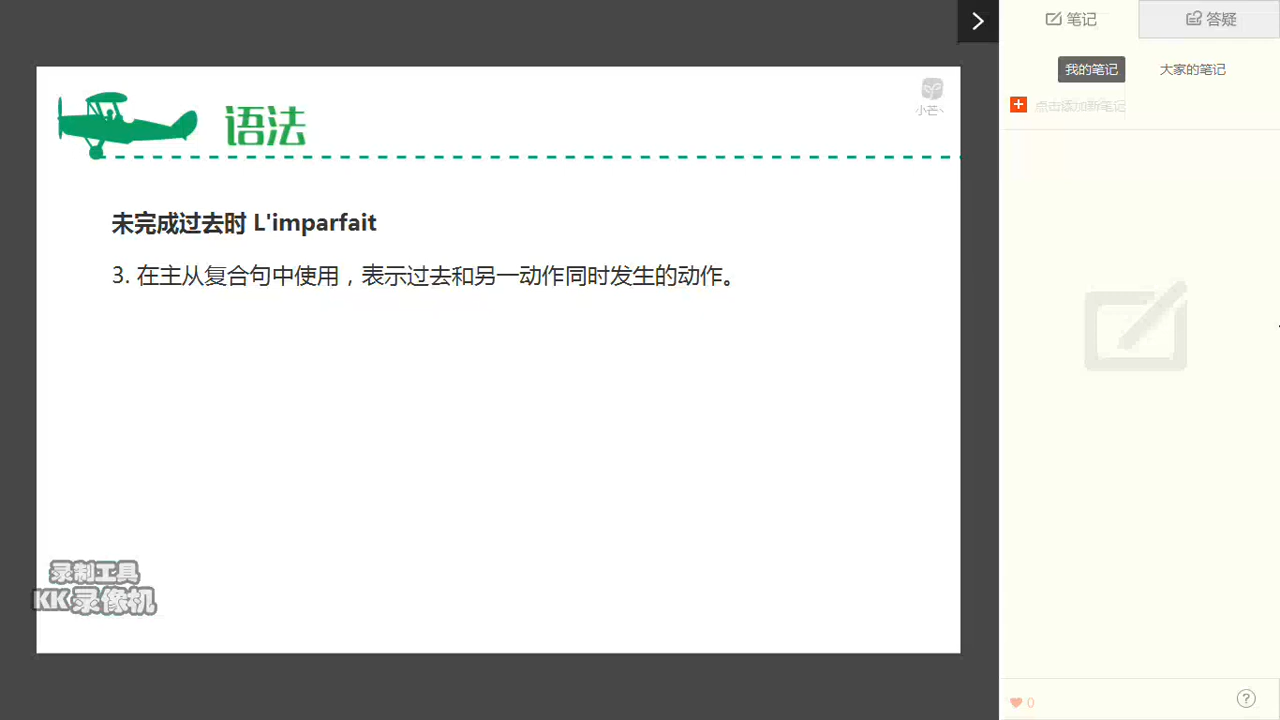 笔记
答疑
我的笔记
大家的笔记
点击添加新笔记
语法
小芒丶
未完成过去时 L'imparfait
3. 在主从复合句中使用，表示过去和另一动作同时发生的动作。
录制工具
KK 录像机
0
?